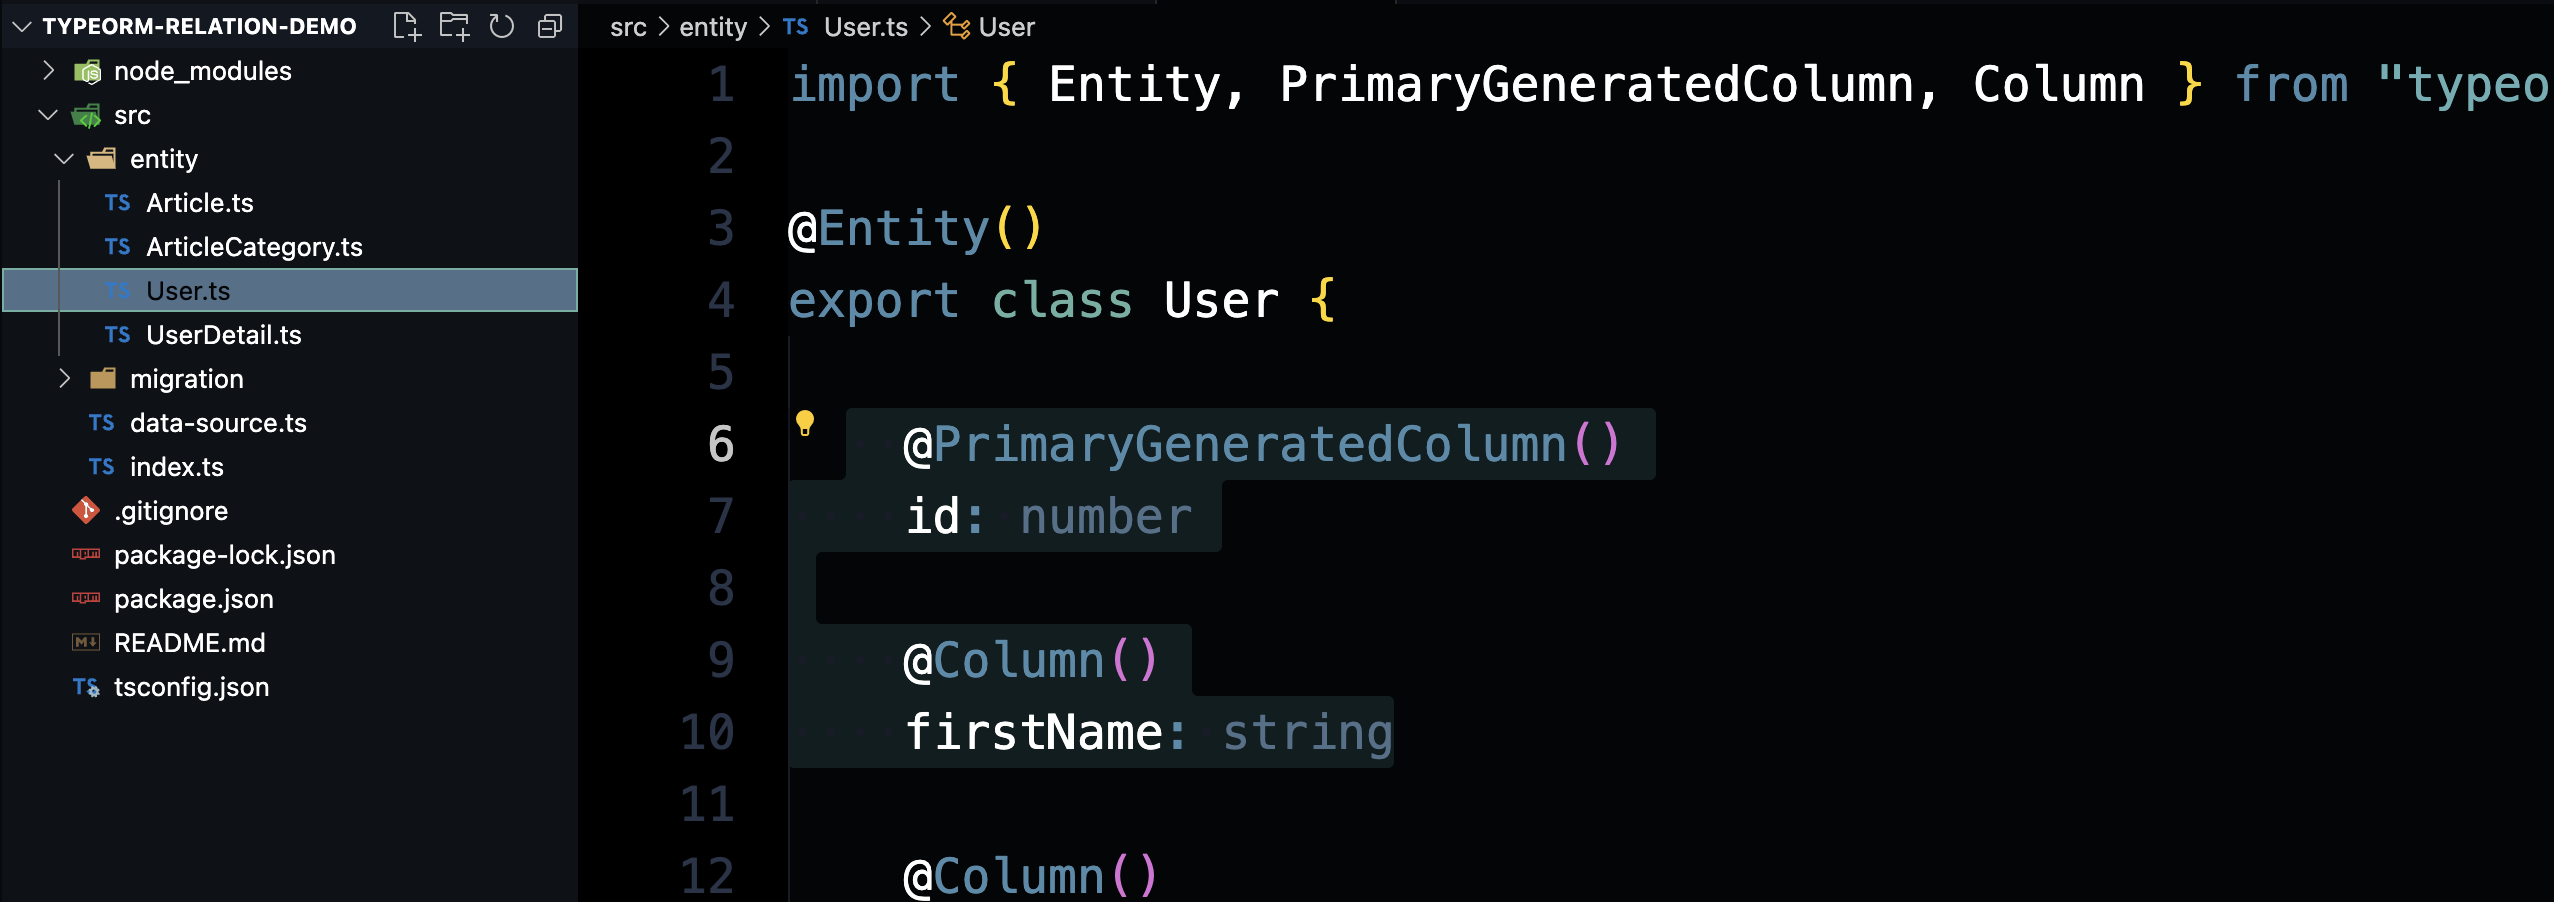 TYPEORM-RELATION-DEMO
node_modules
src
entity
TS Article.ts
TS ArticleCategory.ts
TS User.ts
TS UserDetail.ts
migration
TS data-source.ts
TS index.ts
.gitignore
package-lock.json
package.json
README.md
TS tsconfig.json
src > entity > TS User.ts > User
1 import { Entity, PrimaryGeneratedColumn, Column } from "typeo
2
3 @Entity()
4 export class User {
5
6 @PrimaryGeneratedColumn()
7 id: number
8
9 @Column()
10 firstName: string
11
12 @Column()